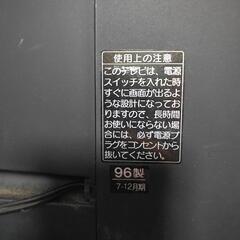 使用上の注意
このテレビは、電源
スイッチを入れた時
すぐに画面が出るよう
な設計になってお
りますので、長時間
お使いにならない場
合には、必ず電源プ
ラグをコンセントから
抜いてください。
96製
7-12月期